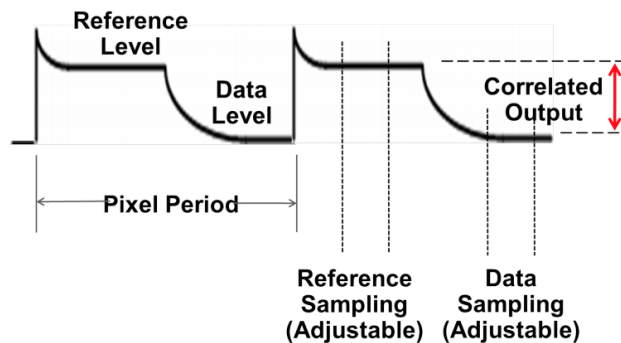 Reference
Level
Data
Level
Correlated
Output
Pixel Period
Reference
Sampling
(Adjustable)
Data
Sampling
(Adjustable)